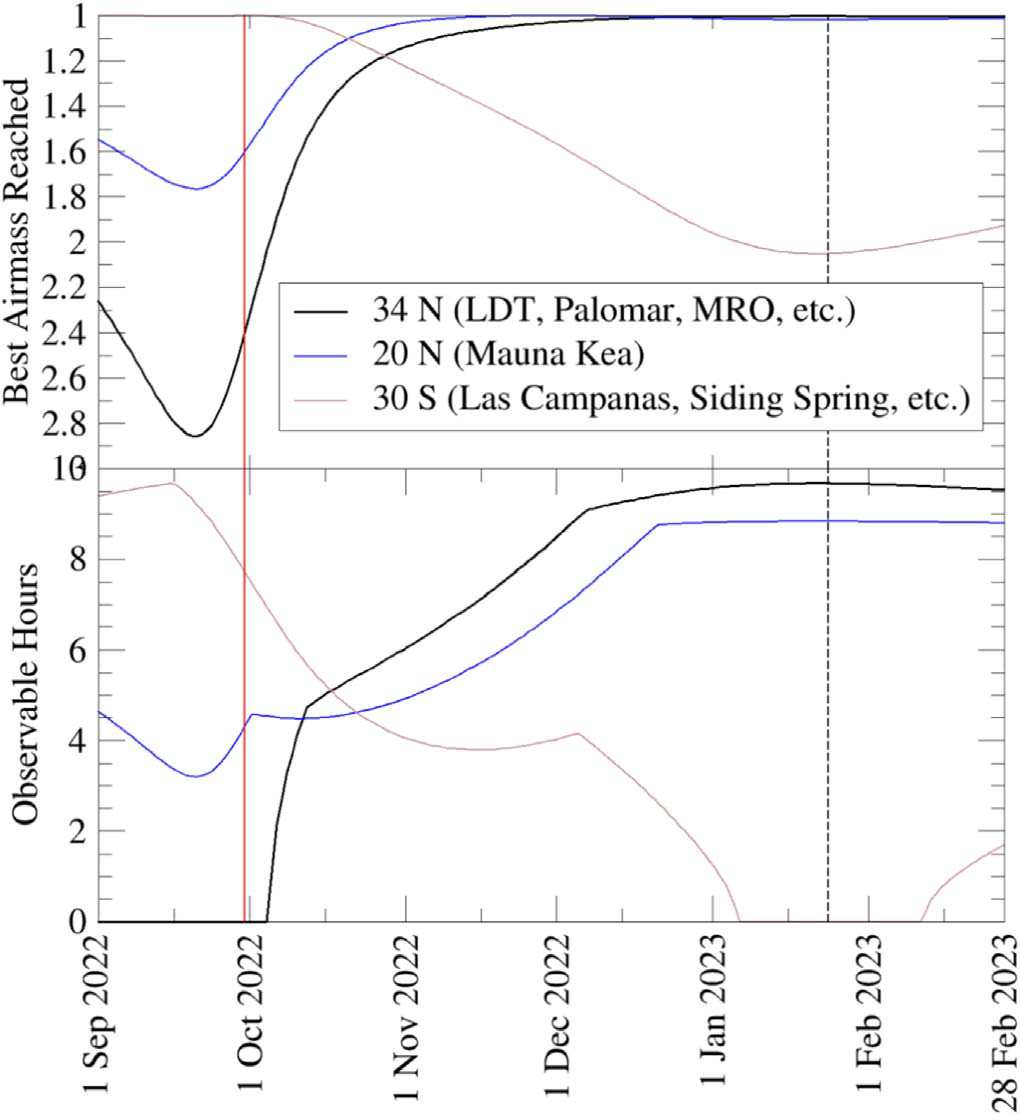 Best Airmass Reached
1
1.2
1.4
1.6
1.8
2
2.2
2.4
2.6
2.8
34 N (LDT, Palomar, MRO, etc.)
20 N (Mauna Kea)
30 S (Las Campanas, Siding Spring, etc.)
Observable Hours
10
8
6
4
2
0
1 Sep 2022
1 Oct 2022
1 Nov 2022
1 Dec 2022
1 Jan 2023
1 Feb 2023
28 Feb 2023